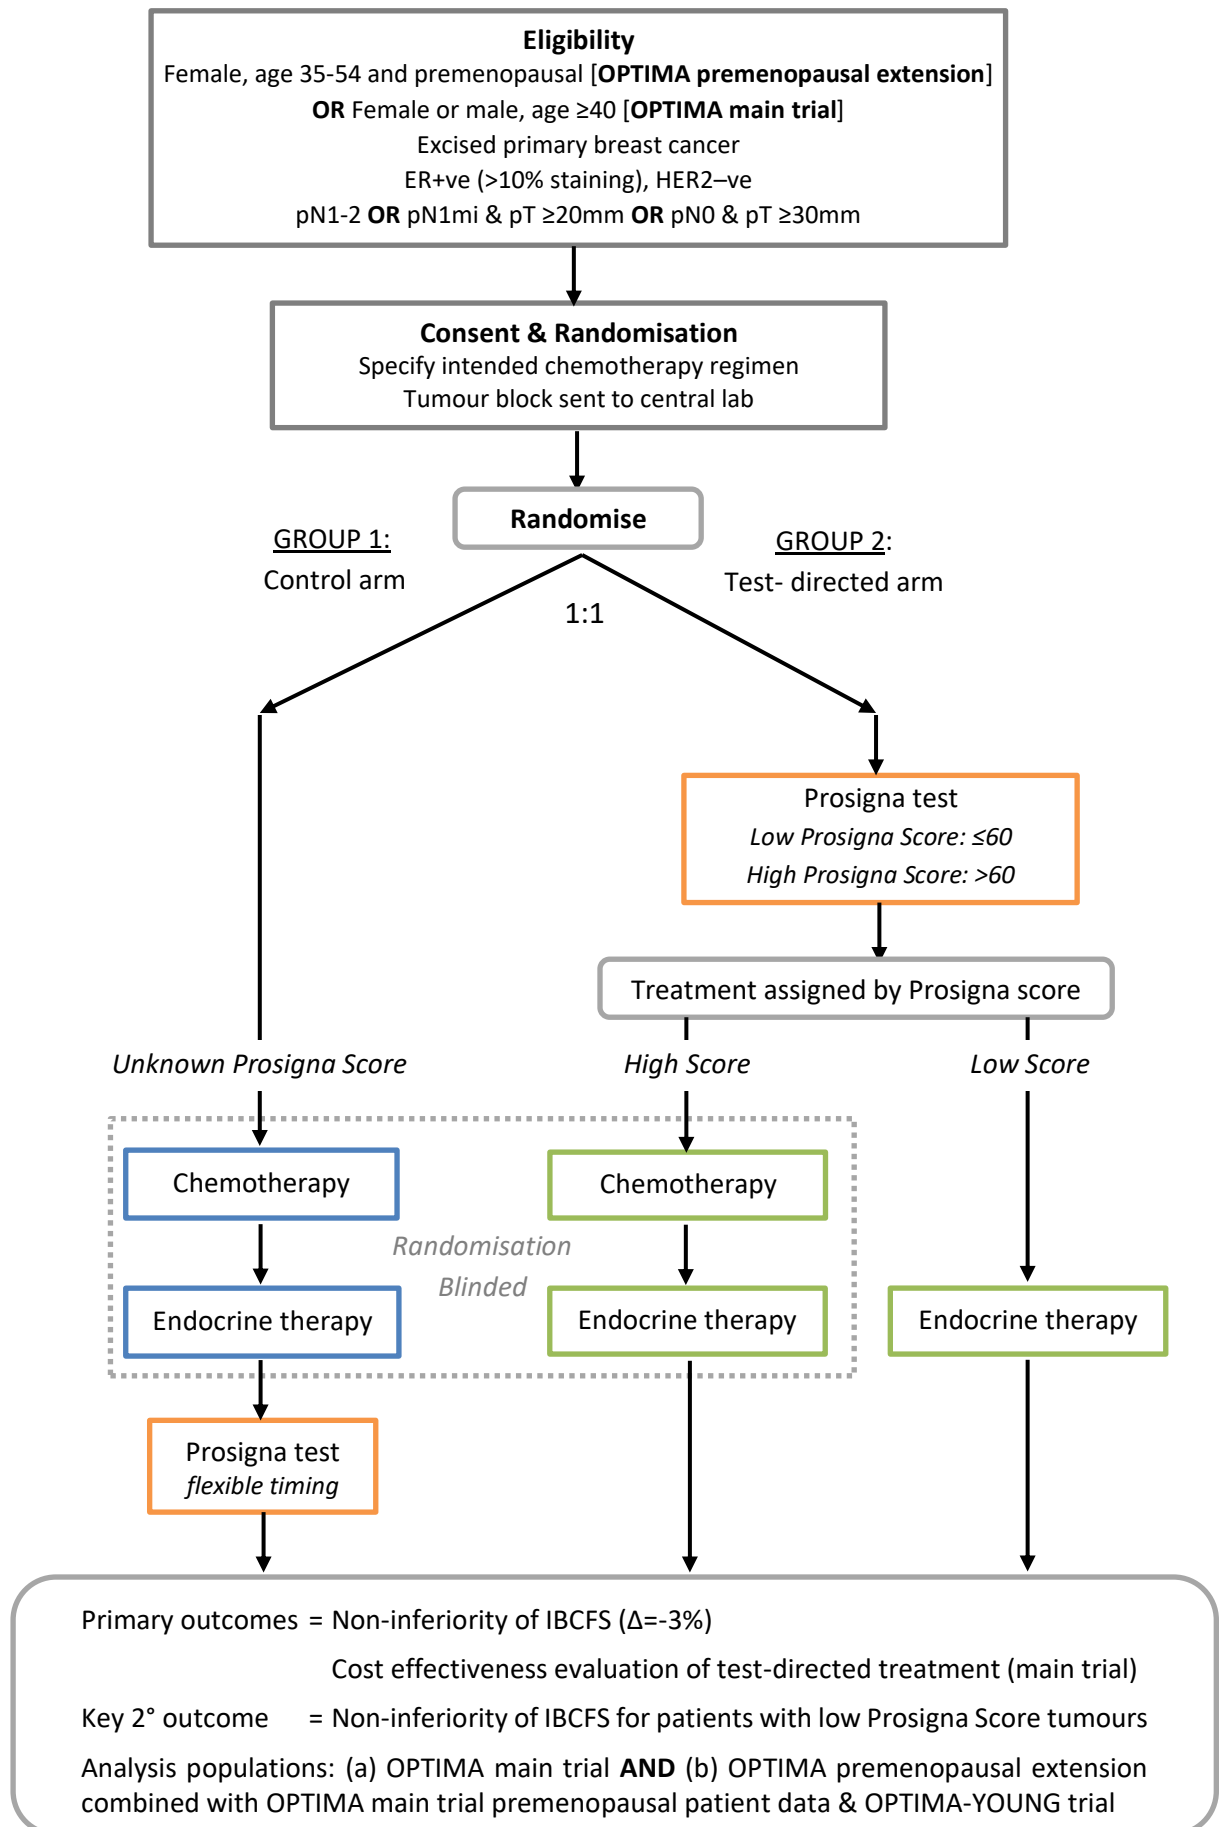 Eligibility
Female, age 35-54 and premenopausal [OPTIMA premenopausal extension]
OR Female or male, age ≥40 [OPTIMA main trial]
Excised primary breast cancer
ER+ve (>10% staining), HER2–ve
pN1-2 OR pN1mi & pT ≥20mm OR pN0 & pT ≥30mm
Consent & Randomisation
Specify intended chemotherapy regimen
Tumour block sent to central lab
Randomise
GROUP 1:
Control arm
GROUP 2:
Test- directed arm
1:1
Prosigna test
Low Prosigna Score: ≤60
High Prosigna Score: >60
Treatment assigned by Prosigna score
Unknown Prosigna Score
High Score
Low Score
Chemotherapy
Chemotherapy
Randomisation
Blinded
Endocrine therapy
Endocrine therapy
Endocrine therapy
Prosigna test
flexible timing
Primary outcomes = Non-inferiority of IBCFS (Δ=-3%)
Cost effectiveness evaluation of test-directed treatment (main trial)
Key 2° outcome = Non-inferiority of IBCFS for patients with low Prosigna Score tumours
Analysis populations: (a) OPTIMA main trial AND (b) OPTIMA premenopausal extension
combined with OPTIMA main trial premenopausal patient data & OPTIMA-YOUNG trial